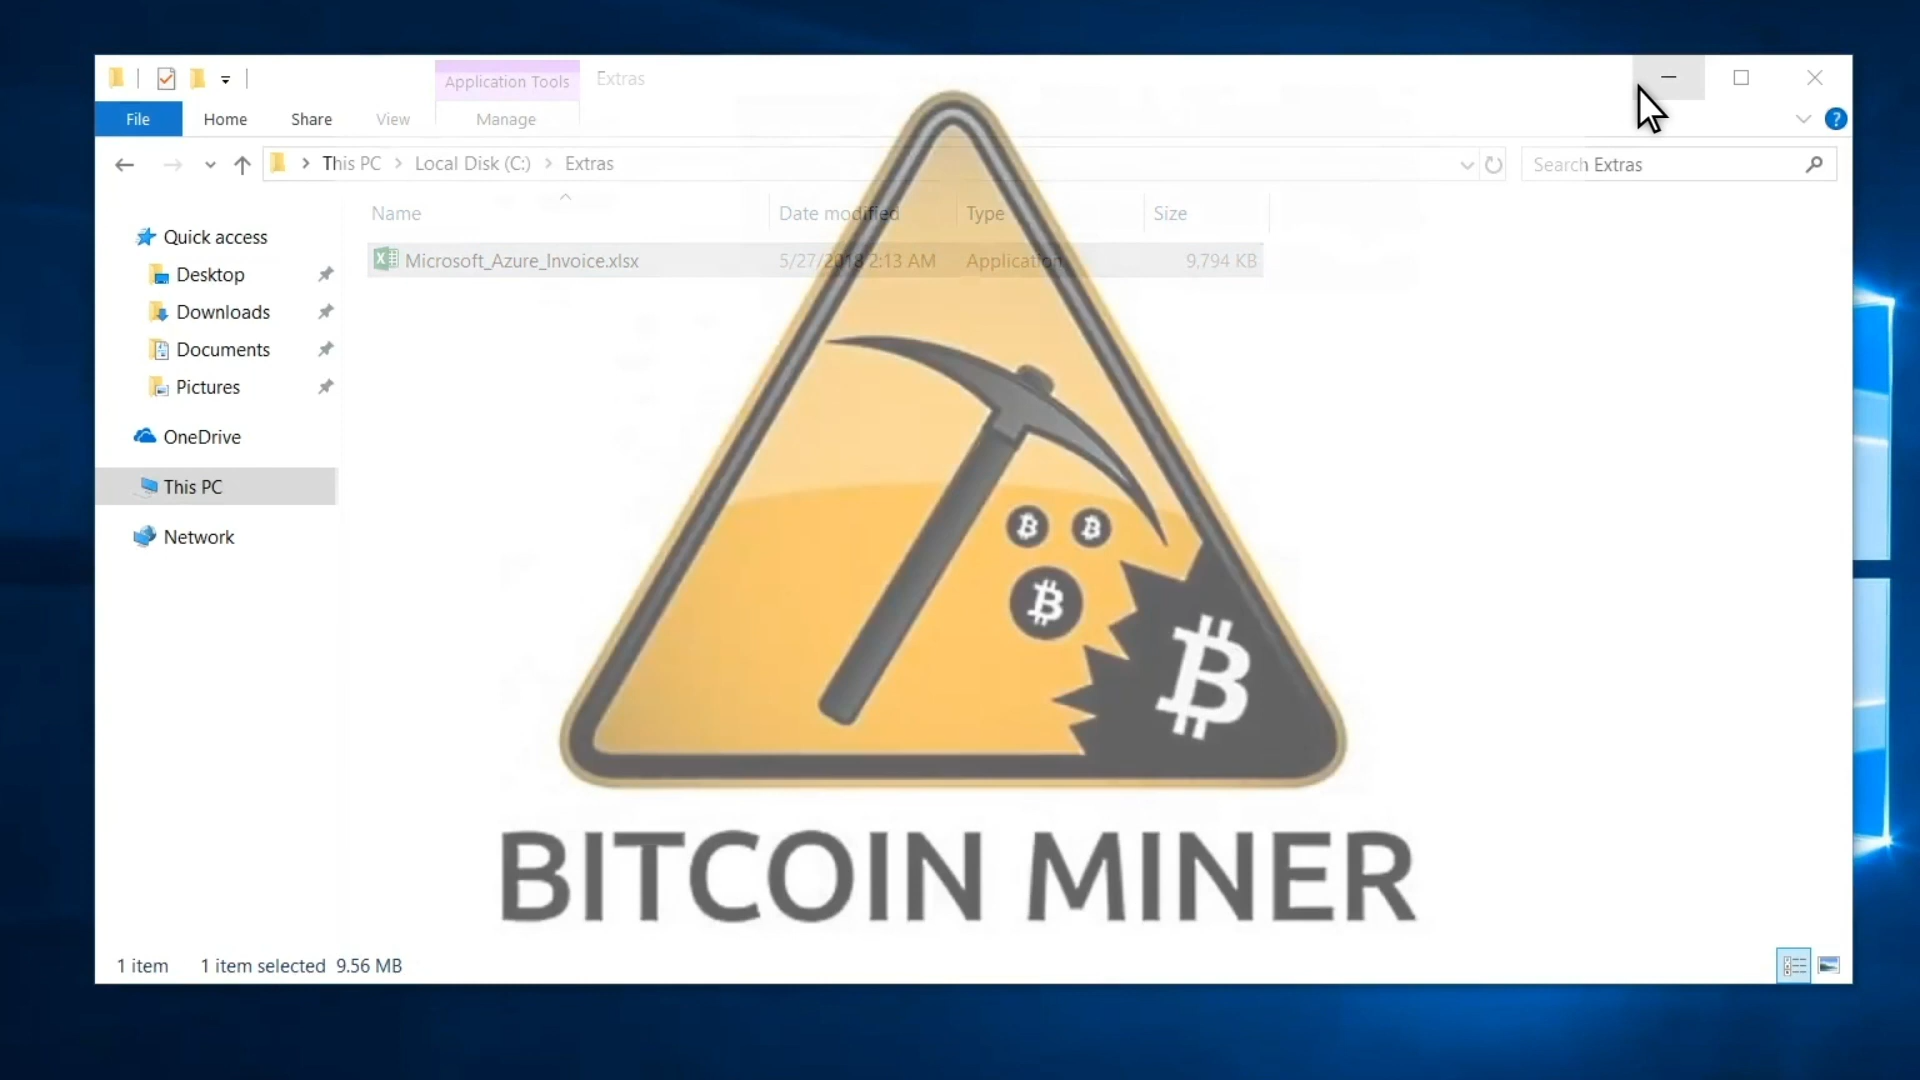 Application Tools
Extras
File
Home
Share
View
Manage
This PC
Local Disk (C:)
Extras
Search Extras
Name
Date modified
Type
Size
Quick access
Microsoft_Azure_Invoice.xlsx
5/27/2018 2:13 AM
Application
9,794 KB
Desktop
Downloads
Documents
Pictures
OneDrive
This PC
Network
BITCOIN MINER
1 item
1 item selected 9.56 MB